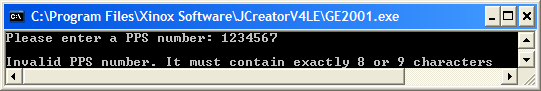 C:\Program Files\Xinox Software\JCreatorV4LE\GE2001.exe
Please enter a PPS number: 1234567
Invalid PPS number. It must contain exactly 8 or 9 characters